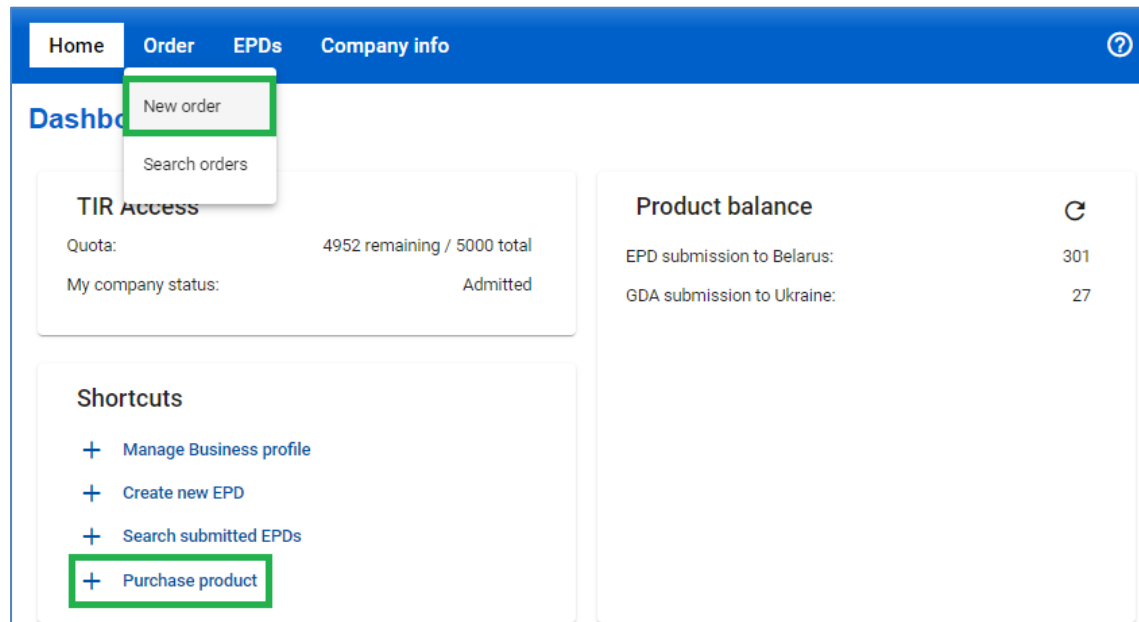 Home Order EPDs Company info
New order
Search orders
Dashbo
TIR Access
Quota: 4952 remaining / 5000 total
My company status: Admitted
Product balance
EPD submission to Belarus: 301
GDA submission to Ukraine: 27
Shortcuts
+ Manage Business profile
+ Create new EPD
+ Search submitted EPDs
+ Purchase product